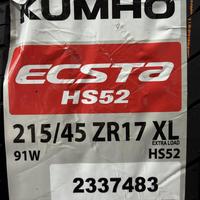 KUMHO
ECSTA
HS52
215/45 ZR17 XL
EXTRA LOAD
91W
HS52
2337483